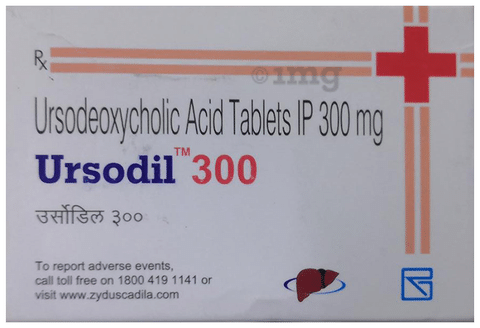 Rx
©1mg
Ursodeoxycholic Acid Tablets IP 300 mg
Ursodil™ 300
उर्सोडिल ३००
To report adverse events,
call toll free on 1800 419 1141 or
visit www.zyduscadila.com